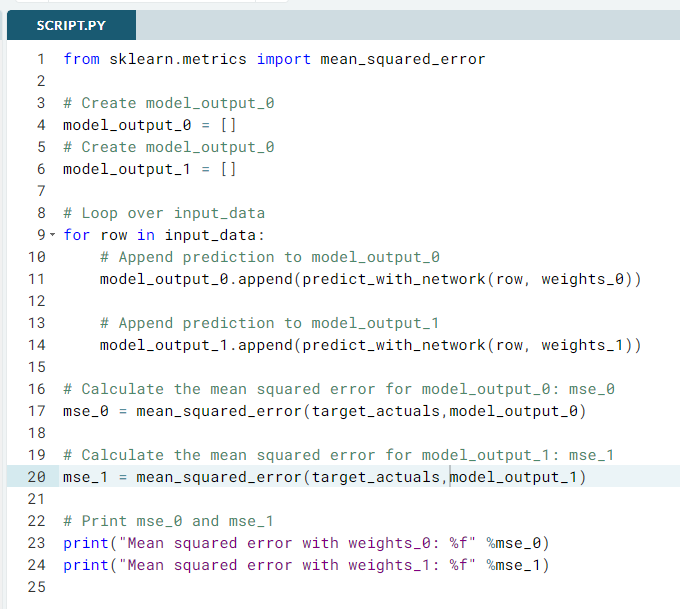 SCRIPT.PY
1 from sklearn.metrics import mean_squared_error
2
3 # Create model_output_0
4 model_output_0 = []
5 # Create model_output_0
6 model_output_1 = []
7
8 # Loop over input_data
9 for row in input_data:
10     # Append prediction to model_output_0
11     model_output_0.append(predict_with_network(row, weights_0))
12
13     # Append prediction to model_output_1
14     model_output_1.append(predict_with_network(row, weights_1))
15
16 # Calculate the mean squared error for model_output_0: mse_0
17 mse_0 = mean_squared_error(target_actuals,model_output_0)
18
19 # Calculate the mean squared error for model_output_1: mse_1
20 mse_1 = mean_squared_error(target_actuals,model_output_1)
21
22 # Print mse_0 and mse_1
23 print("Mean squared error with weights_0: %f" %mse_0)
24 print("Mean squared error with weights_1: %f" %mse_1)
25